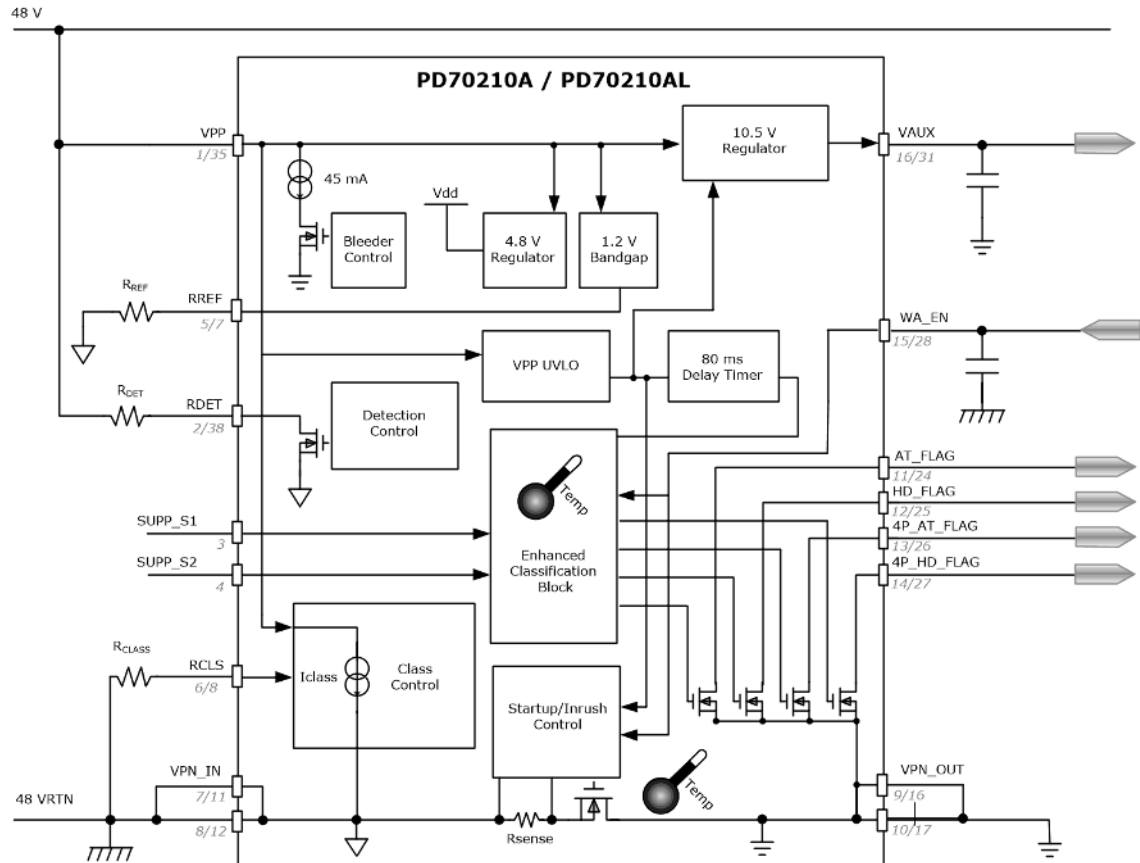 48 V
PD70210A / PD70210AL
VPP
1/35
45 mA
Bleeder
Control
Vdd
4.8 V
Regulator
1.2 V
Bandgap
10.5 V
Regulator
VAUX
16/31
RREF
RREF
5/7
WA_EN
15/28
VPP UVLO
80 ms
Delay Timer
RDET
RDET
2/38
Detection
Control
Temp
Enhanced
Classification
Block
AT_FLAG
11/24
HD_FLAG
12/25
4P_AT_FLAG
13/26
4P_HD_FLAG
14/27
SUPP_S1
3
SUPP_S2
4
RCLASS
RCLS
6/8
Iclass
Class
Control
Startup/Inrush
Control
Temp
VPN_IN
7/11
48 VRTN
8/12
Rsense
VPN_OUT
9/16
10/17